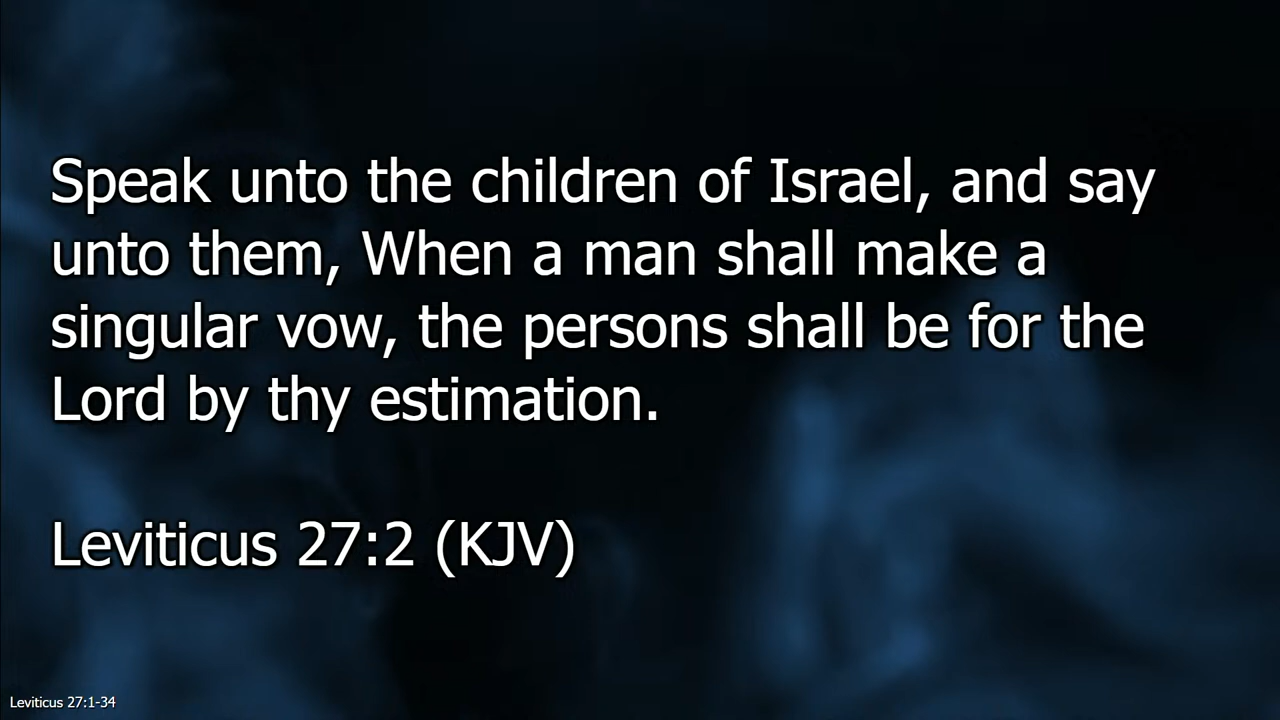 Speak unto the children of Israel, and say
unto them, When a man shall make a
singular vow, the persons shall be for the
Lord by thy estimation.
Leviticus 27:2 (KJV)
Leviticus 27:1-34